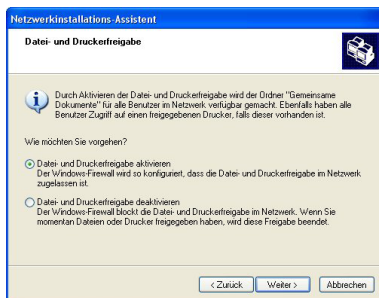 Netzwerkinstallations-Assistent
Datei- und Druckerfreigabe
Durch Aktivieren der Datei- und Druckerfreigabe wird der Ordner "Gemeinsame
Dokumente" für alle Benutzer im Netzwerk verfügbar gemacht. Ebenfalls haben alle
Benutzer Zugriff auf einen freigegebenen Drucker, falls dieser vorhanden ist.
Wie möchten Sie vorgehen?
Datei- und Druckerfreigabe aktivieren
Der Windows-Firewall wird so konfiguriert, dass die Datei- und Druckerfreigabe im Netzwerk
zugelassen ist.
Datei- und Druckerfreigabe deaktivieren
Der Windows-Firewall blockt die Datei- und Druckerfreigabe im Netzwerk. Wenn Sie
momentan Dateien oder Drucker freigegeben haben, wird diese Freigabe beendet.
< Zurück Weiter > Abbrechen